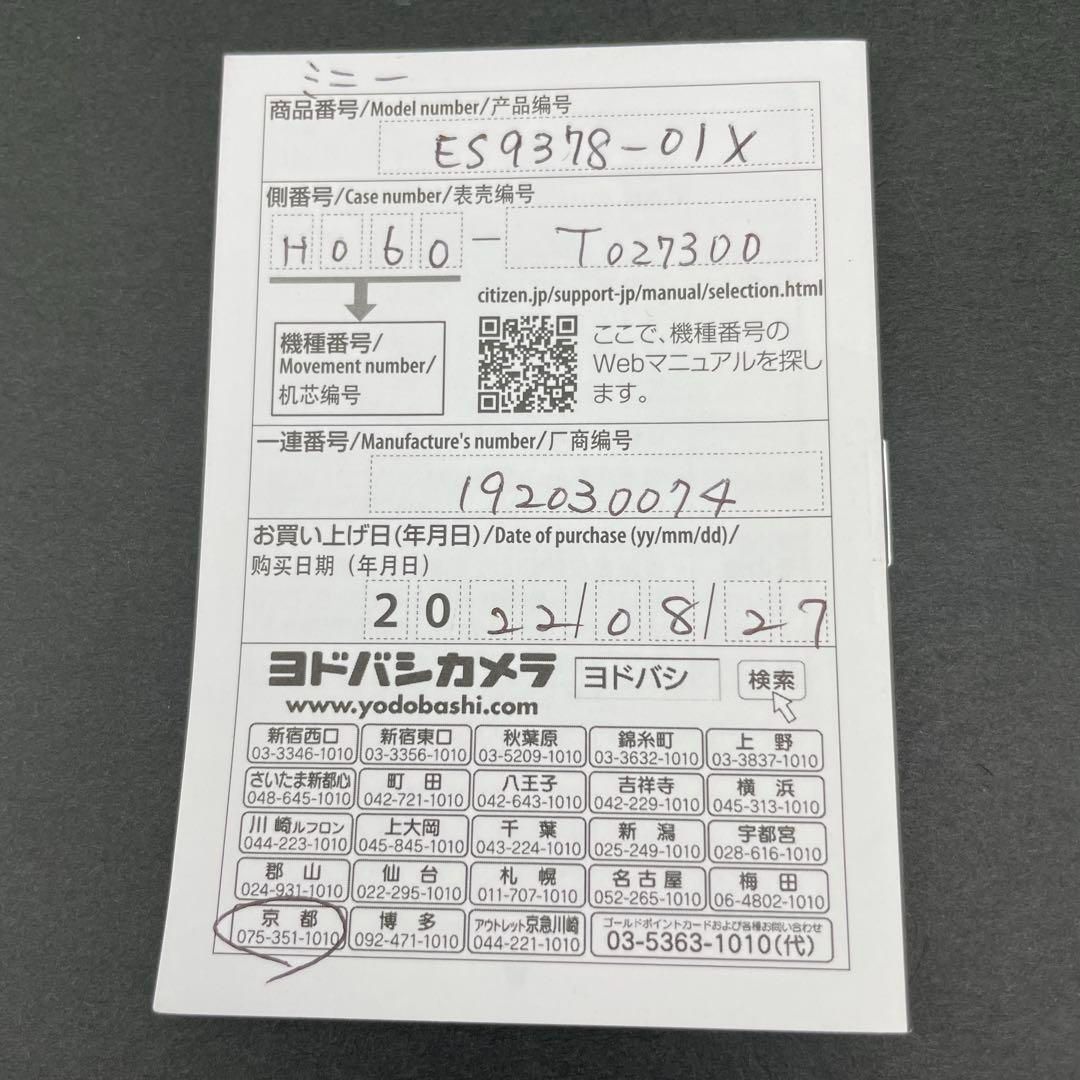 ミニー
商品番号/Model number/产品编号
ES9378-01X
側番号/Case number/表壳编号
H060-T027300
citizen.jp/support-jp/manual/selection.html
機種番号/
Movement number/
机芯编号
ここで、機種番号の
Webマニュアルを探し
ます。
一連番号/Manufacture's number/厂商编号
192030074
お買い上げ日(年月日)/Date of purchase (yy/mm/dd)/
购买日期（年月日）
2022/08/27
ヨドバシカメラ ヨドバシ 検索
www.yodobashi.com
新宿西口 新宿東口 秋葉原 錦糸町 上野
03-3346-1010 03-3356-1010 03-5209-1010 03-3632-1010 03-3837-1010
さいたま新都心 町田 八王子 吉祥寺 横浜
048-645-1010 042-721-1010 042-643-1010 042-229-1010 045-313-1010
川崎ルフロン 上大岡 千葉 新潟 宇都宮
044-223-1010 045-845-1010 043-224-1010 025-249-1010 028-616-1010
郡山 仙台 札幌 名古屋 梅田
024-931-1010 022-295-1010 011-707-1010 052-265-1010 06-4802-1010
京都 博多 アウトレット京急川崎 ゴールドポイントカードおよび各種お問い合わせ
075-351-1010 092-471-1010 044-221-1010 03-5363-1010(代)